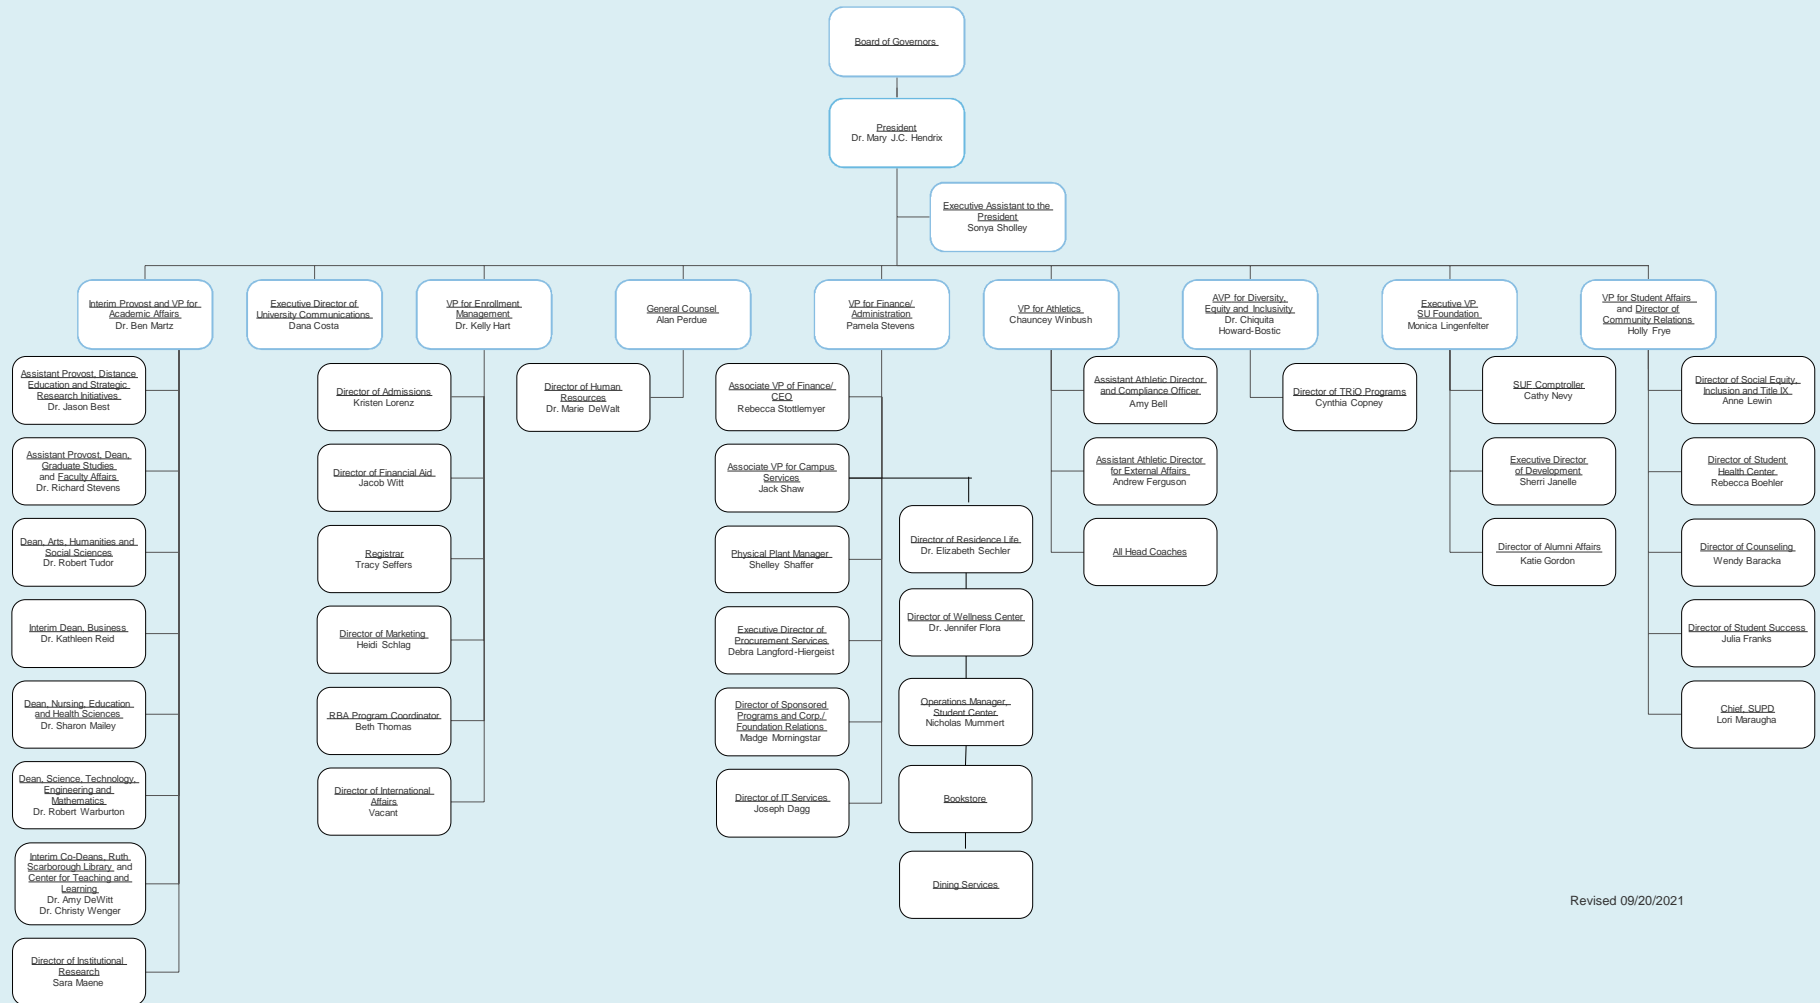 Board of Governors
President
Dr. Mary J.C. Hendrix
Executive Assistant to the
President
Sonya Sholley
Interim Provost and VP for
Academic Affairs
Dr. Ben Martz
Executive Director of
University Communications
Dana Costa
VP for Enrollment
Management
Dr. Kelly Hart
General Counsel
Alan Perdue
VP for Finance/
Administration
Pamela Stevens
VP for Athletics
Chauncey Winbush
AVP for Diversity,
Equity and Inclusivity
Dr. Chiquita
Howard-Bostic
Executive VP
SU Foundation
Monica Lingenfelter
VP for Student Affairs
and Director of
Community Relations
Holly Frye
Assistant Provost, Distance
Education and Strategic
Research Initiatives
Dr. Jason Best
Assistant Provost, Dean,
Graduate Studies
and Faculty Affairs
Dr. Richard Stevens
Dean, Arts, Humanities and
Social Sciences
Dr. Robert Tudor
Interim Dean, Business
Dr. Kathleen Reid
Dean, Nursing, Education
and Health Sciences
Dr. Sharon Mailey
Dean, Science, Technology,
Engineering and
Mathematics
Dr. Robert Warburton
Interim Co-Deans, Ruth
Scarborough Library and
Center for Teaching and
Learning
Dr. Amy DeWitt
Dr. Christy Wenger
Director of Institutional
Research
Sara Maene
Director of Admissions
Kristen Lorenz
Director of Financial Aid
Jacob Witt
Registrar
Tracy Seffers
Director of Marketing
Heidi Schlag
RBA Program Coordinator
Beth Thomas
Director of International
Affairs
Vacant
Director of Human
Resources
Dr. Marie DeWalt
Associate VP of Finance/
CEO
Rebecca Stottlemyer
Associate VP for Campus
Services
Jack Shaw
Physical Plant Manager
Shelley Shaffer
Executive Director of
Procurement Services
Debra Langford-Hiergeist
Director of Sponsored
Programs and Corp./
Foundation Relations
Madge Morningstar
Director of IT Services
Joseph Dagg
Director of Residence Life
Dr. Elizabeth Sechler
Director of Wellness Center
Dr. Jennifer Flora
Operations Manager,
Student Center
Nicholas Mummert
Bookstore
Dining Services
Assistant Athletic Director
and Compliance Officer
Amy Bell
Assistant Athletic Director
for External Affairs
Andrew Ferguson
All Head Coaches
Director of TRiO Programs
Cynthia Copney
SUF Comptroller
Cathy Nevy
Executive Director
of Development
Sherri Janelle
Director of Alumni Affairs
Katie Gordon
Director of Social Equity,
Inclusion and Title IX
Anne Lewin
Director of Student
Health Center
Rebecca Boehler
Director of Counseling
Wendy Baracka
Director of Student Success
Julia Franks
Chief, SUPD
Lori Maraugha
Revised 09/20/2021